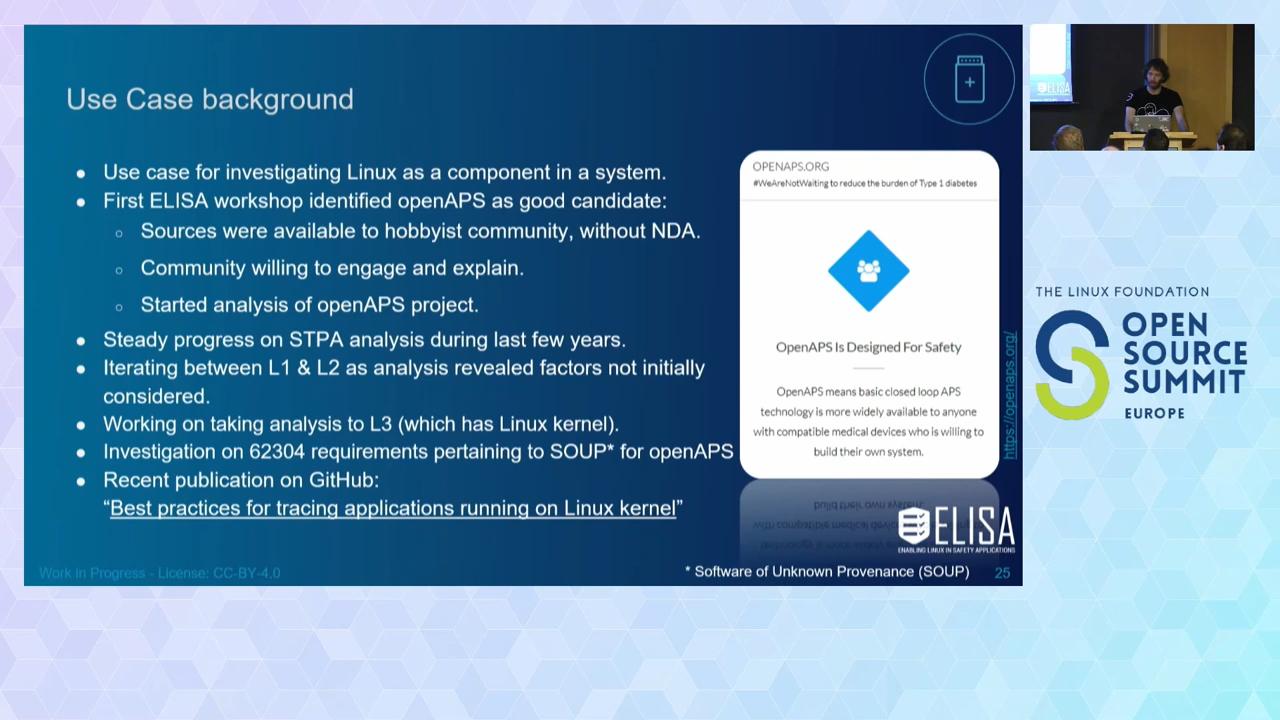 Use Case background
● Use case for investigating Linux as a component in a system.
● First ELISA workshop identified openAPS as good candidate:
○ Sources were available to hobbyist community, without NDA.
○ Community willing to engage and explain.
○ Started analysis of openAPS project.
● Steady progress on STPA analysis during last few years.
● Iterating between L1 & L2 as analysis revealed factors not initially
considered.
● Working on taking analysis to L3 (which has Linux kernel).
● Investigation on 62304 requirements pertaining to SOUP* for openAPS
● Recent publication on GitHub:
“Best practices for tracing applications running on Linux kernel”
OPENAPS.ORG
#WeAreNotWaiting to reduce the burden of Type 1 diabetes
OpenAPS Is Designed For Safety
OpenAPS means basic closed loop APS
technology is more widely available to anyone
with compatible medical devices who is willing to
build their own system.
https://openaps.org/
ELISA
ENABLING LINUX IN SAFETY APPLICATIONS
Work in Progress - License: CC-BY-4.0
* Software of Unknown Provenance (SOUP)
25
ELISA
THE LINUX FOUNDATION
OPEN
SOURCE
SUMMIT
EUROPE